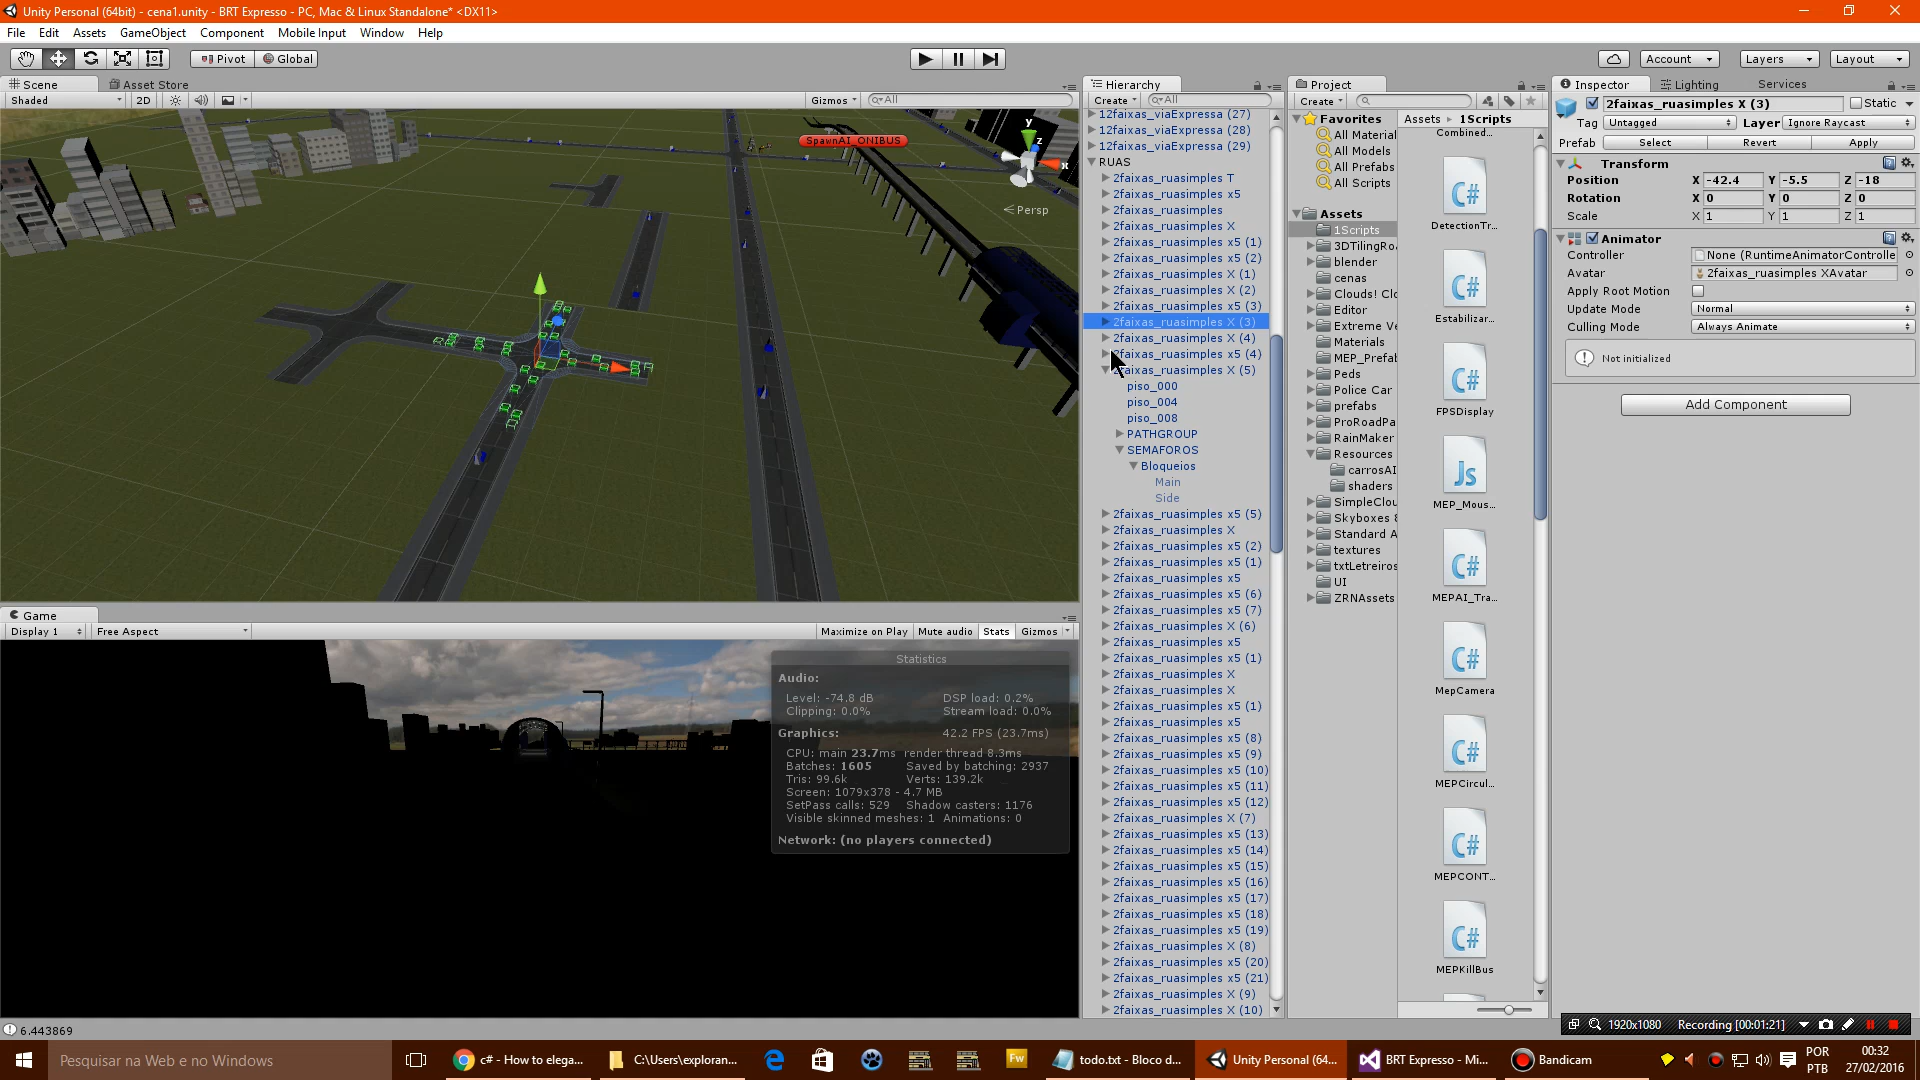 Unity Personal (64bit) - cena1.unity - BRT Expresso - PC, Mac & Linux Standalone* <DX11>
File Edit Assets GameObject Component Mobile Input Window Help
Pivot Global
Account Layers Layout
Scene Asset Store
Shaded 2D Gizmos All
SpawnAI_ONIBUS
y
z
x
Persp
Game
Display 1 Free Aspect Maximize on Play Mute audio Stats Gizmos
Statistics
Audio:
Level: -74.8 dB DSP load: 0.2%
Clipping: 0.0% Stream load: 0.0%
Graphics: 42.2 FPS (23.7ms)
CPU: main 23.7ms render thread 8.3ms
Batches: 1605 Saved by batching: 2937
Tris: 99.6k Verts: 139.2k
Screen: 1079x378 - 4.7 MB
SetPass calls: 529 Shadow casters: 1176
Visible skinned meshes: 1 Animations: 0
Network: (no players connected)
Hierarchy
Create All
12faixas_viaExpressa (27)
12faixas_viaExpressa (28)
12faixas_viaExpressa (29)
RUAS
2faixas_ruasimples T
2faixas_ruasimples x5
2faixas_ruasimples
2faixas_ruasimples X
2faixas_ruasimples x5 (1)
2faixas_ruasimples x5 (2)
2faixas_ruasimples X (1)
2faixas_ruasimples X (2)
2faixas_ruasimples x5 (3)
2faixas_ruasimples X (3)
2faixas_ruasimples X (4)
2faixas_ruasimples x5 (4)
2faixas_ruasimples X (5)
piso_000
piso_004
piso_008
PATHGROUP
SEMAFOROS
Bloqueios
Main
Side
2faixas_ruasimples x5 (5)
2faixas_ruasimples X
2faixas_ruasimples x5 (2)
2faixas_ruasimples x5 (1)
2faixas_ruasimples x5
2faixas_ruasimples x5 (6)
2faixas_ruasimples x5 (7)
2faixas_ruasimples X (6)
2faixas_ruasimples x5
2faixas_ruasimples x5 (1)
2faixas_ruasimples X
2faixas_ruasimples X
2faixas_ruasimples x5 (1)
2faixas_ruasimples x5
2faixas_ruasimples x5 (8)
2faixas_ruasimples x5 (9)
2faixas_ruasimples x5 (10)
2faixas_ruasimples x5 (11)
2faixas_ruasimples x5 (12)
2faixas_ruasimples X (7)
2faixas_ruasimples x5 (13)
2faixas_ruasimples x5 (14)
2faixas_ruasimples x5 (15)
2faixas_ruasimples x5 (16)
2faixas_ruasimples x5 (17)
2faixas_ruasimples x5 (18)
2faixas_ruasimples x5 (19)
2faixas_ruasimples X (8)
2faixas_ruasimples x5 (20)
2faixas_ruasimples x5 (21)
2faixas_ruasimples X (9)
2faixas_ruasimples X (10)
Project
Create
Favorites
All Material
All Models
All Prefabs
All Scripts
Assets
1Scripts
3DTilingRo
blender
cenas
Clouds! Clo
Editor
Extreme Ve
Materials
MEP_Prefab
Peds
Police Car
prefabs
ProRoadPa
RainMaker
Resources
carrosAI
shaders
SimpleClou
Skyboxes
Standard A
textures
txtLetreiros
UI
ZRNAssets
Assets 1Scripts
Combined...
DetectionTr...
Estabilizar...
FPSDisplay
MEP_Mous...
MEPAI_Tra...
MepCamera
MEPCircul...
MEPCONT...
MEPKillBus
Inspector Lighting Services
2faixas_ruasimples X (3) Static
Tag Untagged Layer Ignore Raycast
Prefab Select Revert Apply
Transform
Position X -42.4 Y -5.5 Z -18
Rotation X 0 Y 0 Z 0
Scale X 1 Y 1 Z 1
Animator
Controller None (RuntimeAnimatorControlle
Avatar 2faixas_ruasimples XAvatar
Apply Root Motion
Update Mode Normal
Culling Mode Always Animate
Not initialized
Add Component
6.443869
1920x1080 Recording [00:01:21]
Pesquisar na Web e no Windows
c# - How to elega...
C:\Users\exploran...
Fw
todo.txt - Bloco d...
Unity Personal (64...
BRT Expresso - Mi...
Bandicam
POR
PTB
00:32
27/02/2016